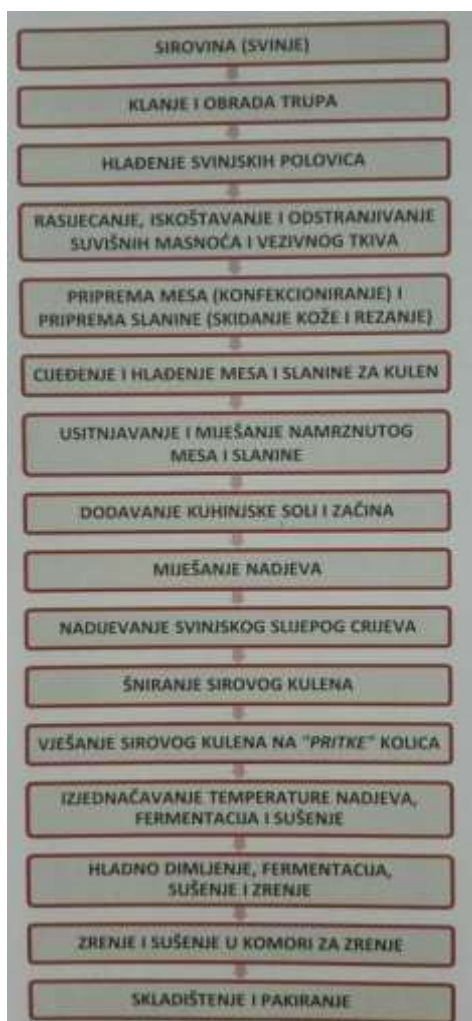 SIROVINA (SVINJE)
KLANJE I OBRADA TRUPA
HLAĐENJE SVINJSKIH POLOVICA
RASIJECANJE, ISKOŠTAVANJE I ODSTRANJIVANJE
SUVIŠNIH MASNOĆA I VEZIVNOG TKIVA
PRIPREMA MESA (KONFEKCIONIRANJE) I
PRIPREMA SLANINE (SKIDANJE KOŽE I REZANJE)
CIJEĐENJE I HLAĐENJE MESA I SLANINE ZA KULEN
USITNJAVANJE I MIJEŠANJE NAMRZNUTOG
MESA I SLANINE
DODAVANJE KUHINJSKE SOLI I ZAČINA
MIJEŠANJE NADJEVA
NADIJEVANJE SVINJSKOG SLIJEPOG CRIJEVA
ŠNIRANJE SIROVOG KULENA
VJEŠANJE SIROVOG KULENA NA "PRITKE" KOLICA
IZJEDNAČAVANJE TEMPERATURE NADJEVA,
FERMENTACIJA I SUŠENJE
HLADNO DIMLJENJE, FERMENTACIJA,
SUŠENJE I ZRENJE
ZRENJE I SUŠENJE U KOMORI ZA ZRENJE
SKLADIŠTENJE I PAKIRANJE